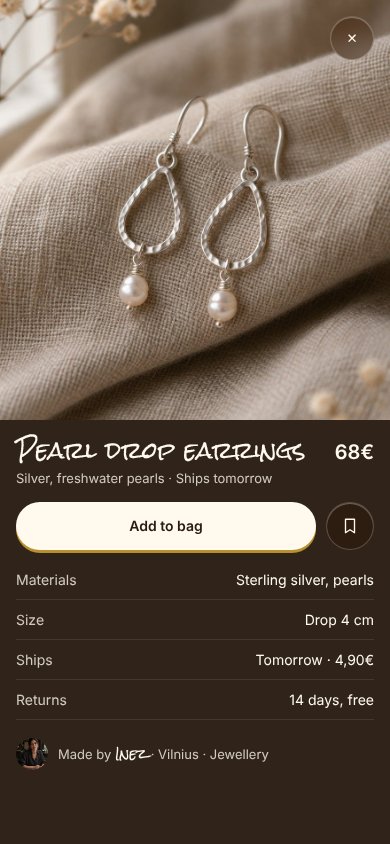 Pearl drop earrings 68€
Silver, freshwater pearls · Ships tomorrow
Add to bag
Materials Sterling silver, pearls
Size Drop 4 cm
Ships Tomorrow · 4,90€
Returns 14 days, free
Made by Inez · Vilnius · Jewellery